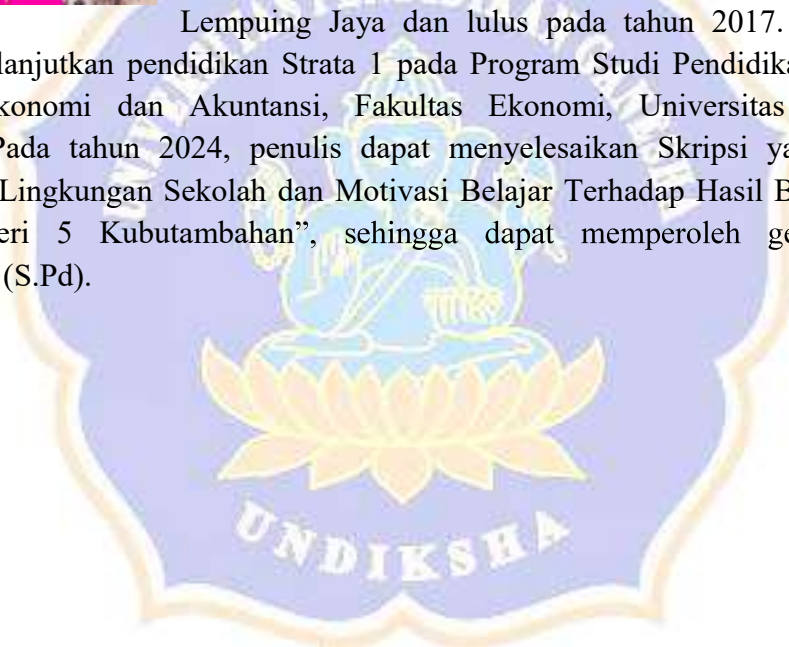 Lempuing Jaya dan lulus pada tahun 2017.
lanjutkan pendidikan Strata 1 pada Program Studi Pendidika
konomi dan Akuntansi, Fakultas Ekonomi, Universitas
Pada tahun 2024, penulis dapat menyelesaikan Skripsi ya
Lingkungan Sekolah dan Motivasi Belajar Terhadap Hasil B
eri 5 Kubutambahan”, sehingga dapat memperoleh ge
(S.Pd).
UNDIKSHA